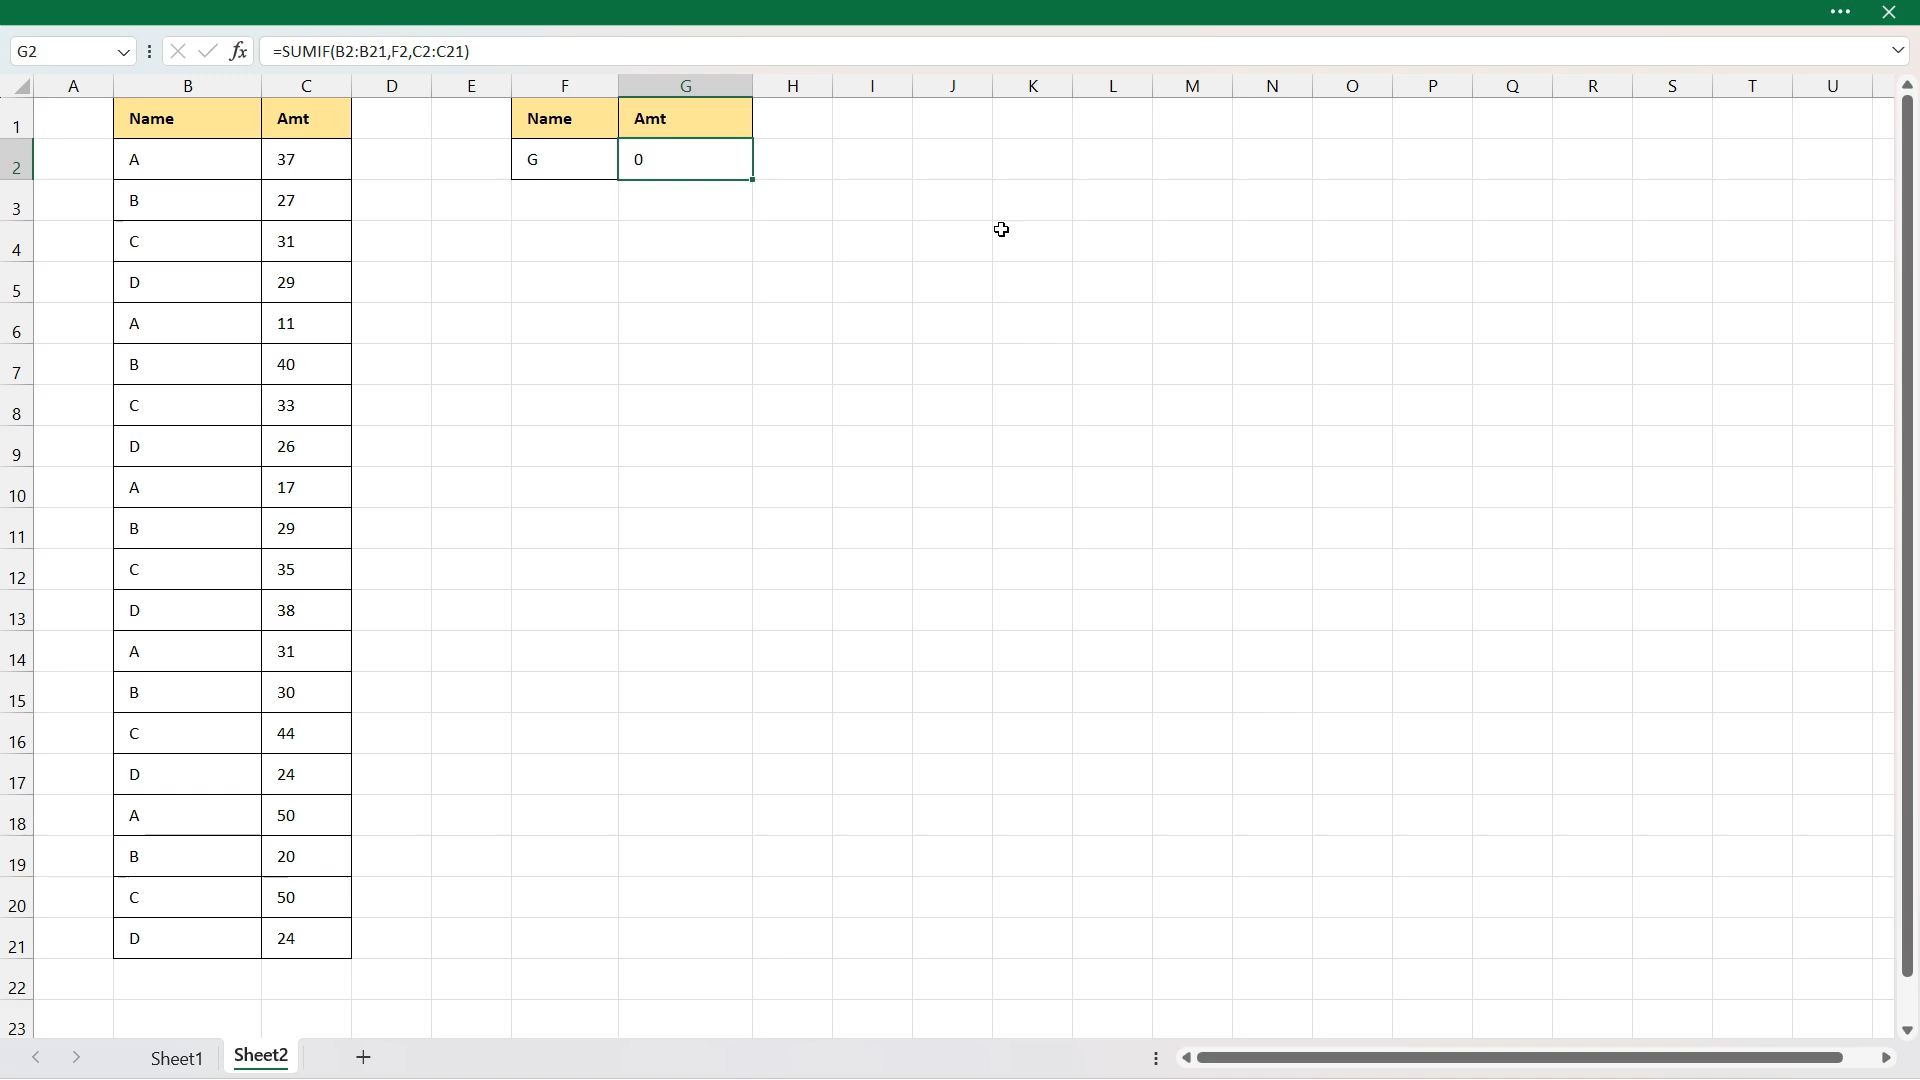 G2 fx =SUMIF(B2:B21,F2,C2:C21)
A B C D E F G H I J K L M N O P Q R S T U
1 Name Amt Name Amt
2 A 37 G 0
3 B 27
4 C 31
5 D 29
6 A 11
7 B 40
8 C 33
9 D 26
10 A 17
11 B 29
12 C 35
13 D 38
14 A 31
15 B 30
16 C 44
17 D 24
18 A 50
19 B 20
20 C 50
21 D 24
22
23
Sheet1 Sheet2